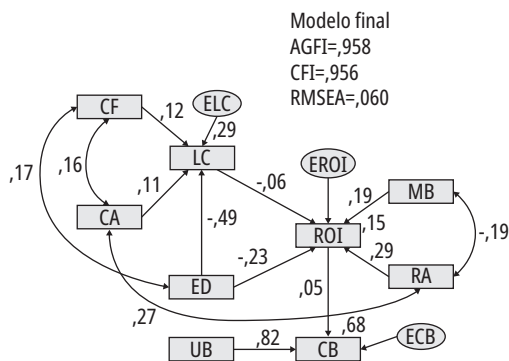 Modelo final
AGFI=,958
CFI=,956
RMSEA=,060
CF
,12
ELC
,29
LC
,17
,16
,11
-,06
EROI
MB
,19
CA
-,49
ROI
,15
-,19
-,23
,29
RA
ED
,27
,05
UB
,82
,68
CB
ECB